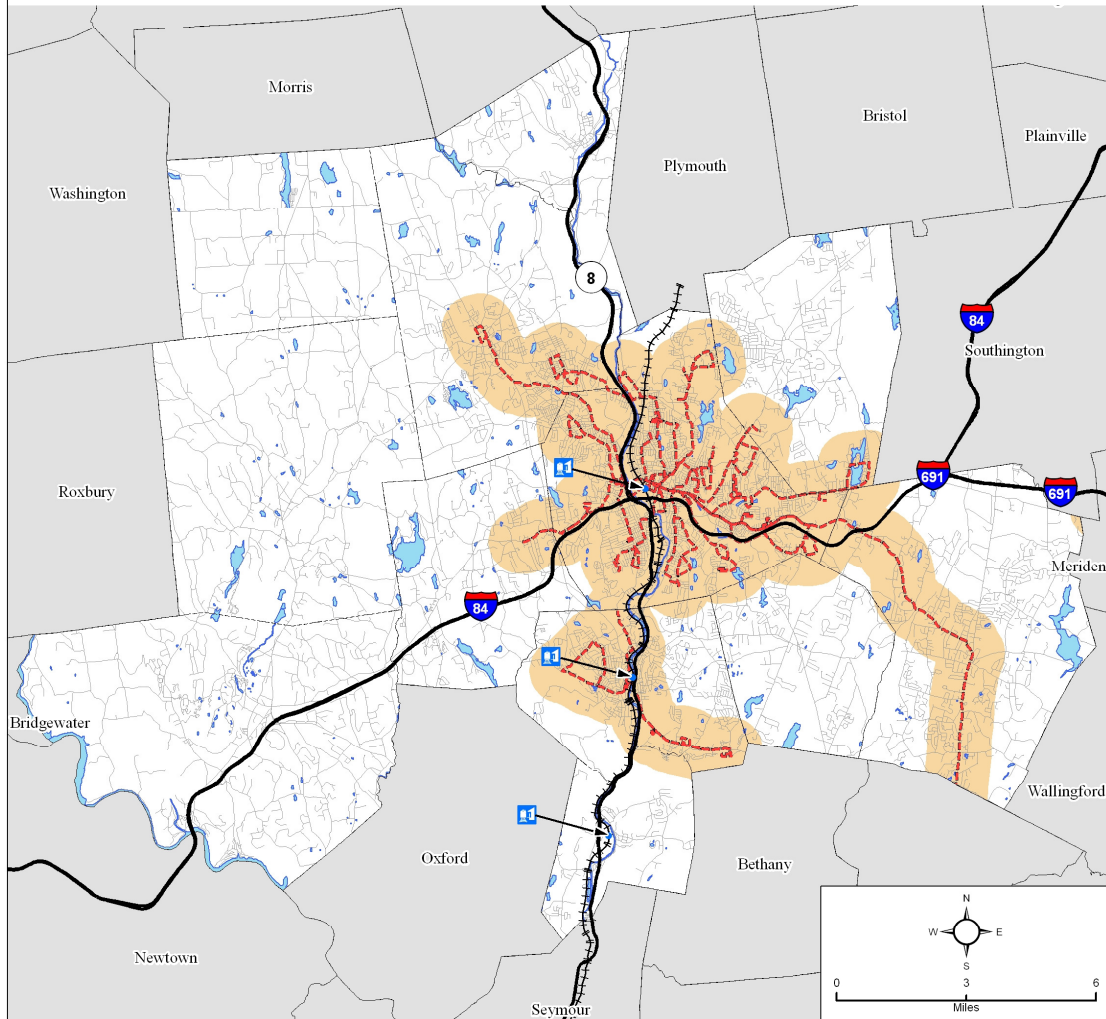 Morris
Bristol
Plainville
Plymouth
Washington
8
84
Southington
Roxbury
691
691
Meriden
84
Bridgewater
Wallingford
Oxford
Bethany
N
W
E
S
Newtown
0
3
6
Miles
Seymour